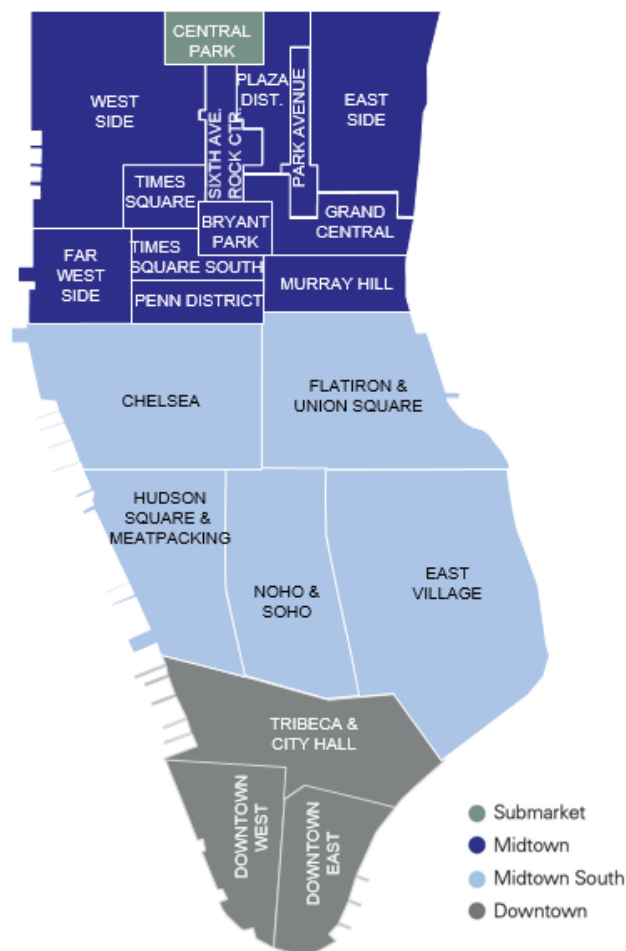 CENTRAL
PARK
WEST
SIDE
PLAZA
DIST.
EAST
SIDE
SIXTH AVE.
ROCK CTR.
PARK AVENUE
TIMES
SQUARE
BRYANT
PARK
GRAND
CENTRAL
FAR
WEST
SIDE
TIMES
SQUARE SOUTH
PENN DISTRICT
MURRAY HILL
CHELSEA
FLATIRON &
UNION SQUARE
HUDSON
SQUARE &
MEATPACKING
NOHO &
SOHO
EAST
VILLAGE
TRIBECA &
CITY HALL
DOWNTOWN
WEST
DOWNTOWN
EAST
Submarket
Midtown
Midtown South
Downtown